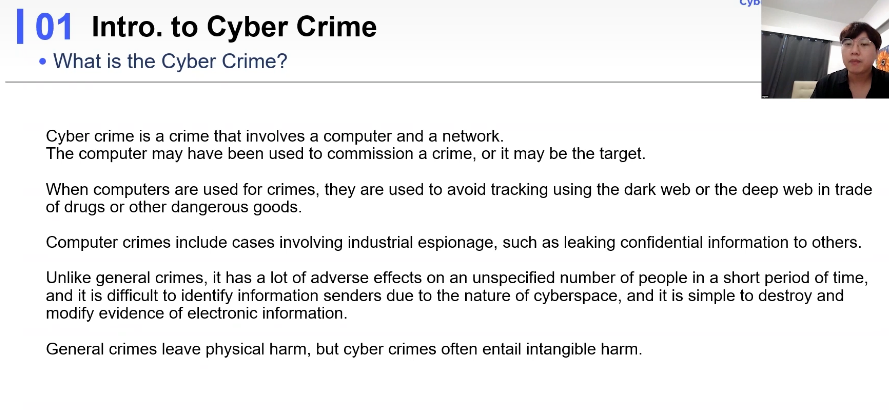 Cyb
01 Intro. to Cyber Crime
• What is the Cyber Crime?
Cyber crime is a crime that involves a computer and a network.
The computer may have been used to commission a crime, or it may be the target.
When computers are used for crimes, they are used to avoid tracking using the dark web or the deep web in trade
of drugs or other dangerous goods.
Computer crimes include cases involving industrial espionage, such as leaking confidential information to others.
Unlike general crimes, it has a lot of adverse effects on an unspecified number of people in a short period of time,
and it is difficult to identify information senders due to the nature of cyberspace, and it is simple to destroy and
modify evidence of electronic information.
General crimes leave physical harm, but cyber crimes often entail intangible harm.